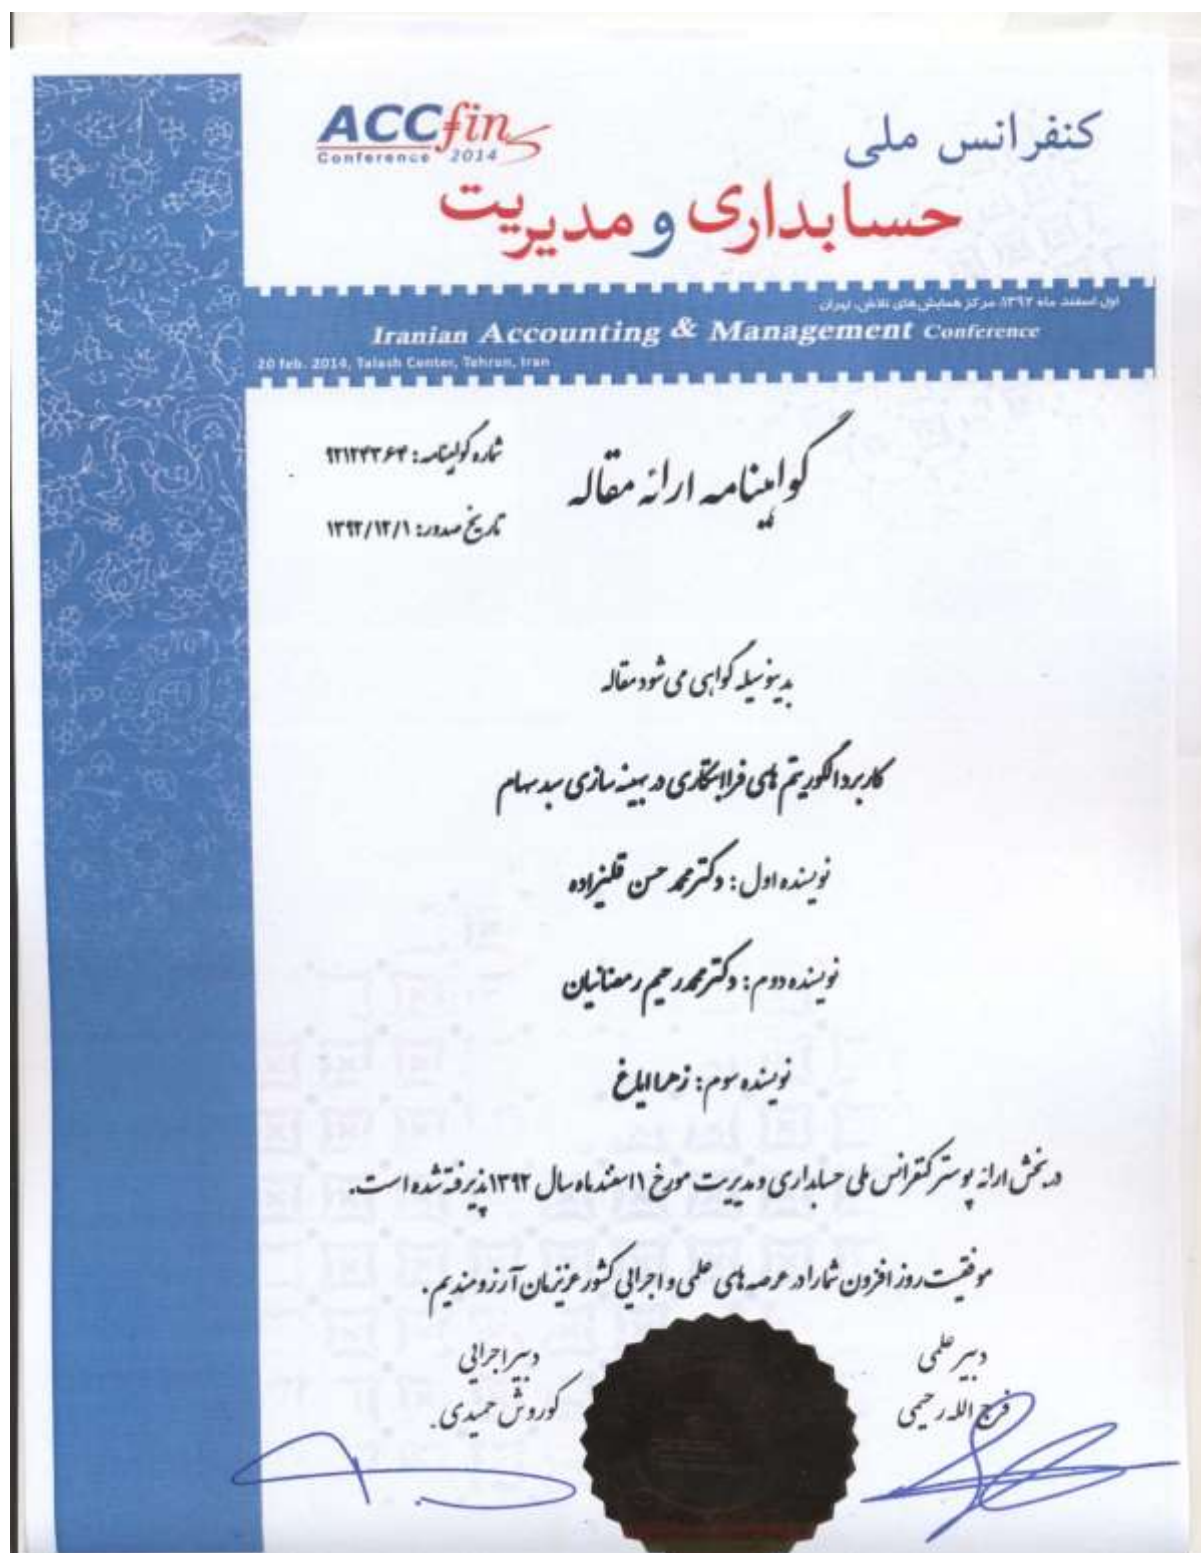 ACCfin
Conference 2014
کنفرانس ملی
حسابداری و مدیریت
اول اسفند ماه ۱۳۹۲، مرکز همایش‌های تلاش، تهران
Iranian Accounting & Management Conference
20 feb. 2014, Talash Center, Tehran, Iran
گواهینامه ارائه مقاله
شماره گواهینامه: ۹۲۱۲۴۳۶۴
تاریخ صدور: ۱۳۹۲/۱۲/۱
بدینوسیله گواهی می شود مقاله
کاربرد الگوریتم های فراابتکاری در بهینه سازی سبد سهام
نویسنده اول: دکتر محمد حسن قلیزاده
نویسنده دوم: دکتر محمد رحیم رمضانیان
نویسنده سوم: زهرا ایاغ
در بخش ارائه پوستر کنفرانس ملی حسابداری و مدیریت مورخ ۱ اسفند ماه سال ۱۳۹۲ پذیرفته شده است.
موفقیت روز افزون شما را در عرصه های علمی و اجرایی کشور عزیزمان آرزومندیم.
دبیر علمی
فرج الله رحیمی
دبیر اجرایی
کوروش حمیدی.